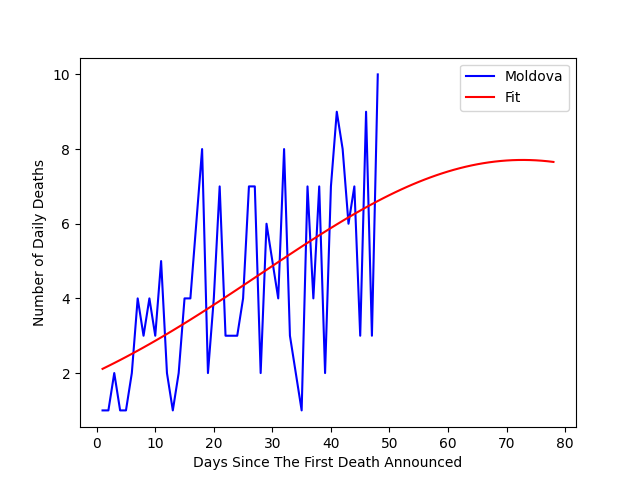 Moldova
Fit
10
8
6
4
2
Number of Daily Deaths
0 10 20 30 40 50 60 70 80
Days Since The First Death Announced